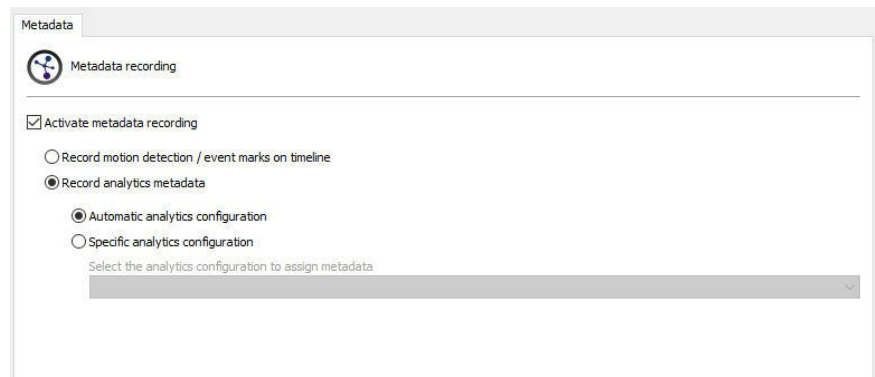 Metadata
Metadata recording
Activate metadata recording
Record motion detection / event marks on timeline
Record analytics metadata
Automatic analytics configuration
Specific analytics configuration
Select the analytics configuration to assign metadata